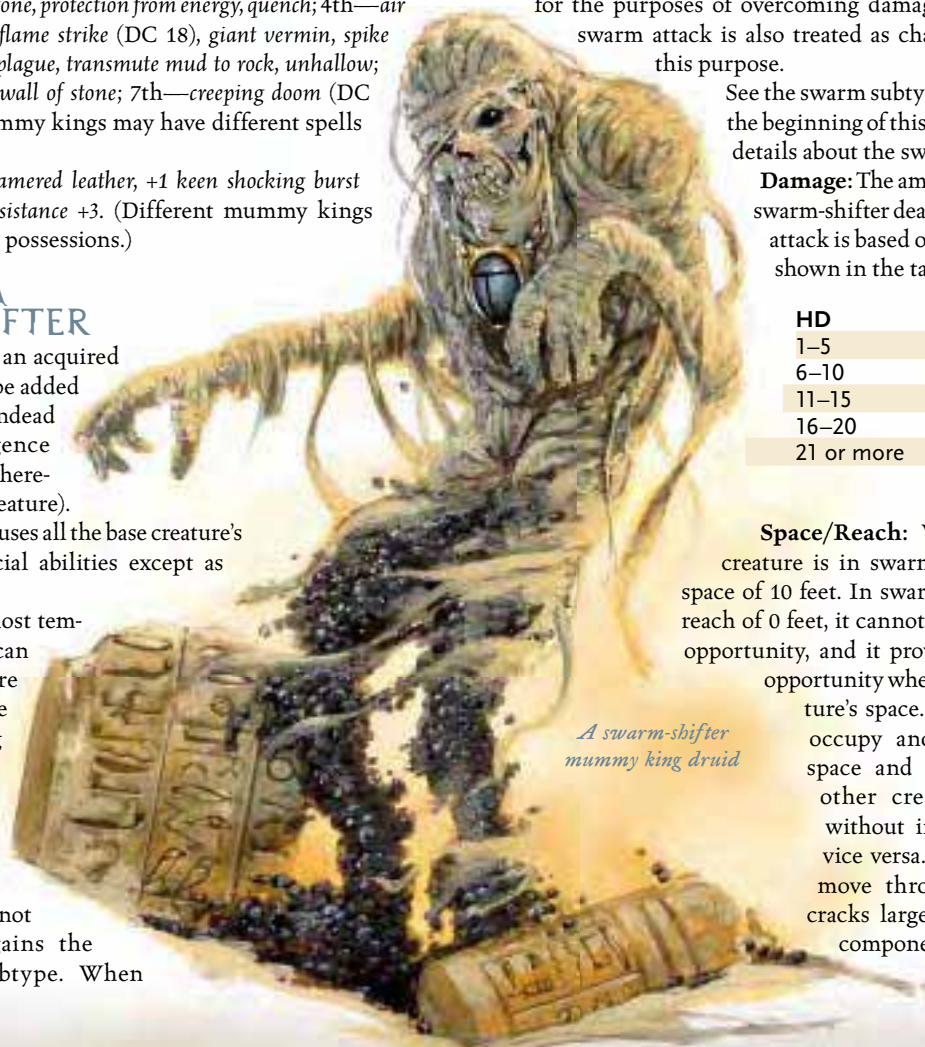 one, protection from energy, quench; 4th—air
flame strike (DC 18), giant vermin, spike
plague, transmute mud to rock, unhallow;
wall of stone; 7th—creeping doom (DC
mmy kings may have different spells
amered leather, +1 keen shocking burst
sistance +3. (Different mummy kings
possessions.)
A
FTER
an acquired
be added
ndead
gence
here-
eature).
uses all the base creature's
cial abilities except as
ost tem-
can
re
e
not
gains the
btype. When
A swarm-shifter
mummy king druid
for the purposes of overcoming damag
swarm attack is also treated as cha
this purpose.
See the swarm subty
the beginning of this
details about the sw
Damage: The am
swarm-shifter dea
attack is based o
shown in the ta
HD
1–5
6–10
11–15
16–20
21 or more
Space/Reach: 
creature is in swarm
space of 10 feet. In swar
reach of 0 feet, it cannot
opportunity, and it prov
opportunity whe
ture's space.
occupy and
space and
other cre
without i
vice versa.
move thro
cracks large
compone